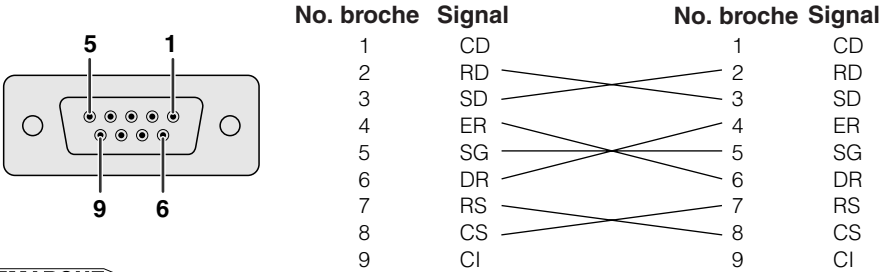 No. broche Signal No. broche Signal
5 1
1 CD 1 CD
2 RD 2 RD
3 SD 3 SD
4 ER 4 ER
5 SG 5 SG
6 DR 6 DR
9 6
7 RS 7 RS
8 CS 8 CS
9 CI 9 CI